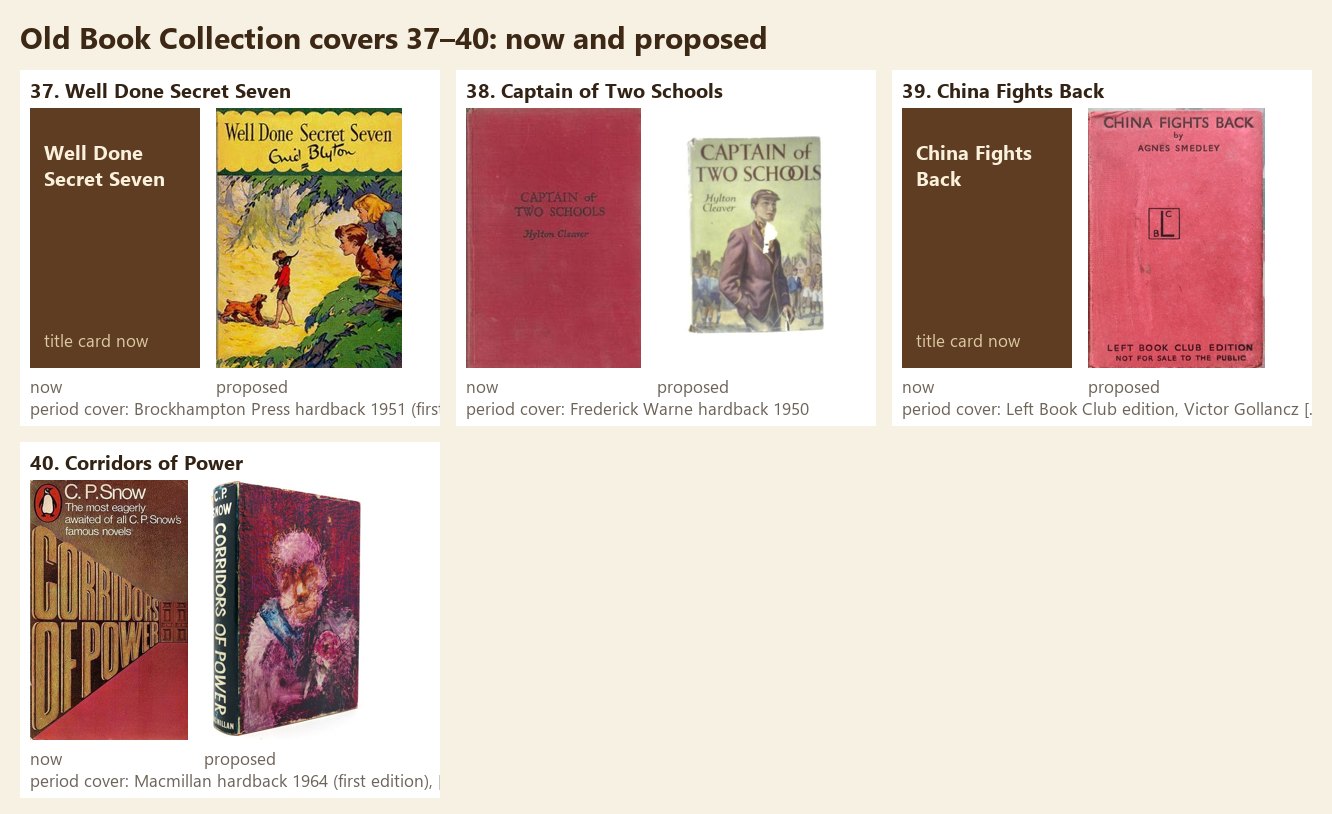 Old Book Collection covers 37–40: now and proposed
37. Well Done Secret Seven
Well Done
Secret Seven
title card now
Well Done Secret Seven
Enid Blyton
now
proposed
period cover: Brockhampton Press hardback 1951 (first
38. Captain of Two Schools
CAPTAIN of
TWO SCHOOLS
Hylton Cleaver
CAPTAIN of
TWO SCHOOLS
Hylton
Cleaver
now
proposed
period cover: Frederick Warne hardback 1950
39. China Fights Back
China Fights
Back
title card now
CHINA FIGHTS BACK
by
AGNES SMEDLEY
L
B C
LEFT BOOK CLUB EDITION
NOT FOR SALE TO THE PUBLIC
now
proposed
period cover: Left Book Club edition, Victor Gollancz [.
40. Corridors of Power
C. P. Snow
The most eagerly
awaited of all C. P. Snow's
famous novels
CORRIDORS
OF POWER
C.P.
SNOW
CORRIDORS OF POWER
MACMILLAN
now
proposed
period cover: Macmillan hardback 1964 (first edition),